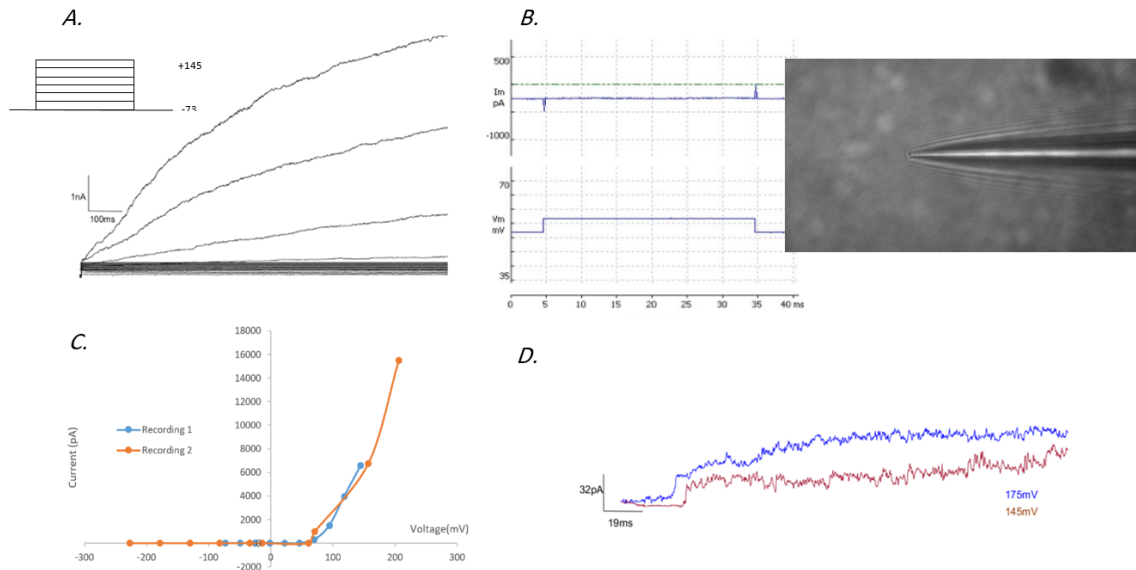 A.
+145
-73
1nA
100ms
B.
500
Im
pA
-1000
70
Vm
mV
35
0 5 10 15 20 25 30 35 40 ms
C.
18000
16000
14000
12000
10000
8000
6000
4000
2000
0
-2000
-300 -200 -100 0 100 200 300
Current (pA)
Voltage(mV)
Recording 1
Recording 2
D.
32pA
19ms
175mV
145mV